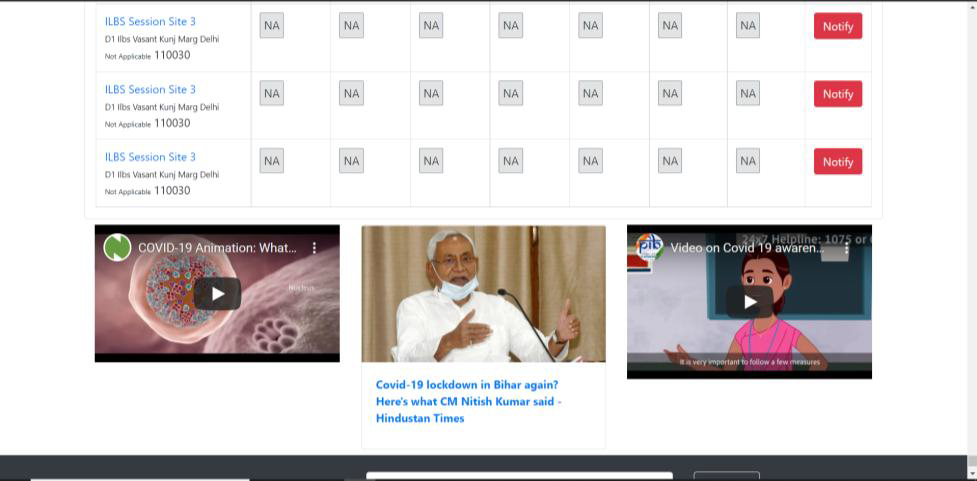 ILBS Session Site 3
D1 Ilbs Vasant Kunj Marg Delhi
Not Applicable 110030
NA NA NA NA NA NA NA Notify
ILBS Session Site 3
D1 Ilbs Vasant Kunj Marg Delhi
Not Applicable 110030
NA NA NA NA NA NA NA Notify
ILBS Session Site 3
D1 Ilbs Vasant Kunj Marg Delhi
Not Applicable 110030
NA NA NA NA NA NA NA Notify
COVID-19 Animation: What...
Nucleus
Covid-19 lockdown in Bihar again?
Here's what CM Nitish Kumar said -
Hindustan Times
24x7 Helpline: 1075 or
pib
Video on Covid 19 awaren...
It is very important to follow a few measures